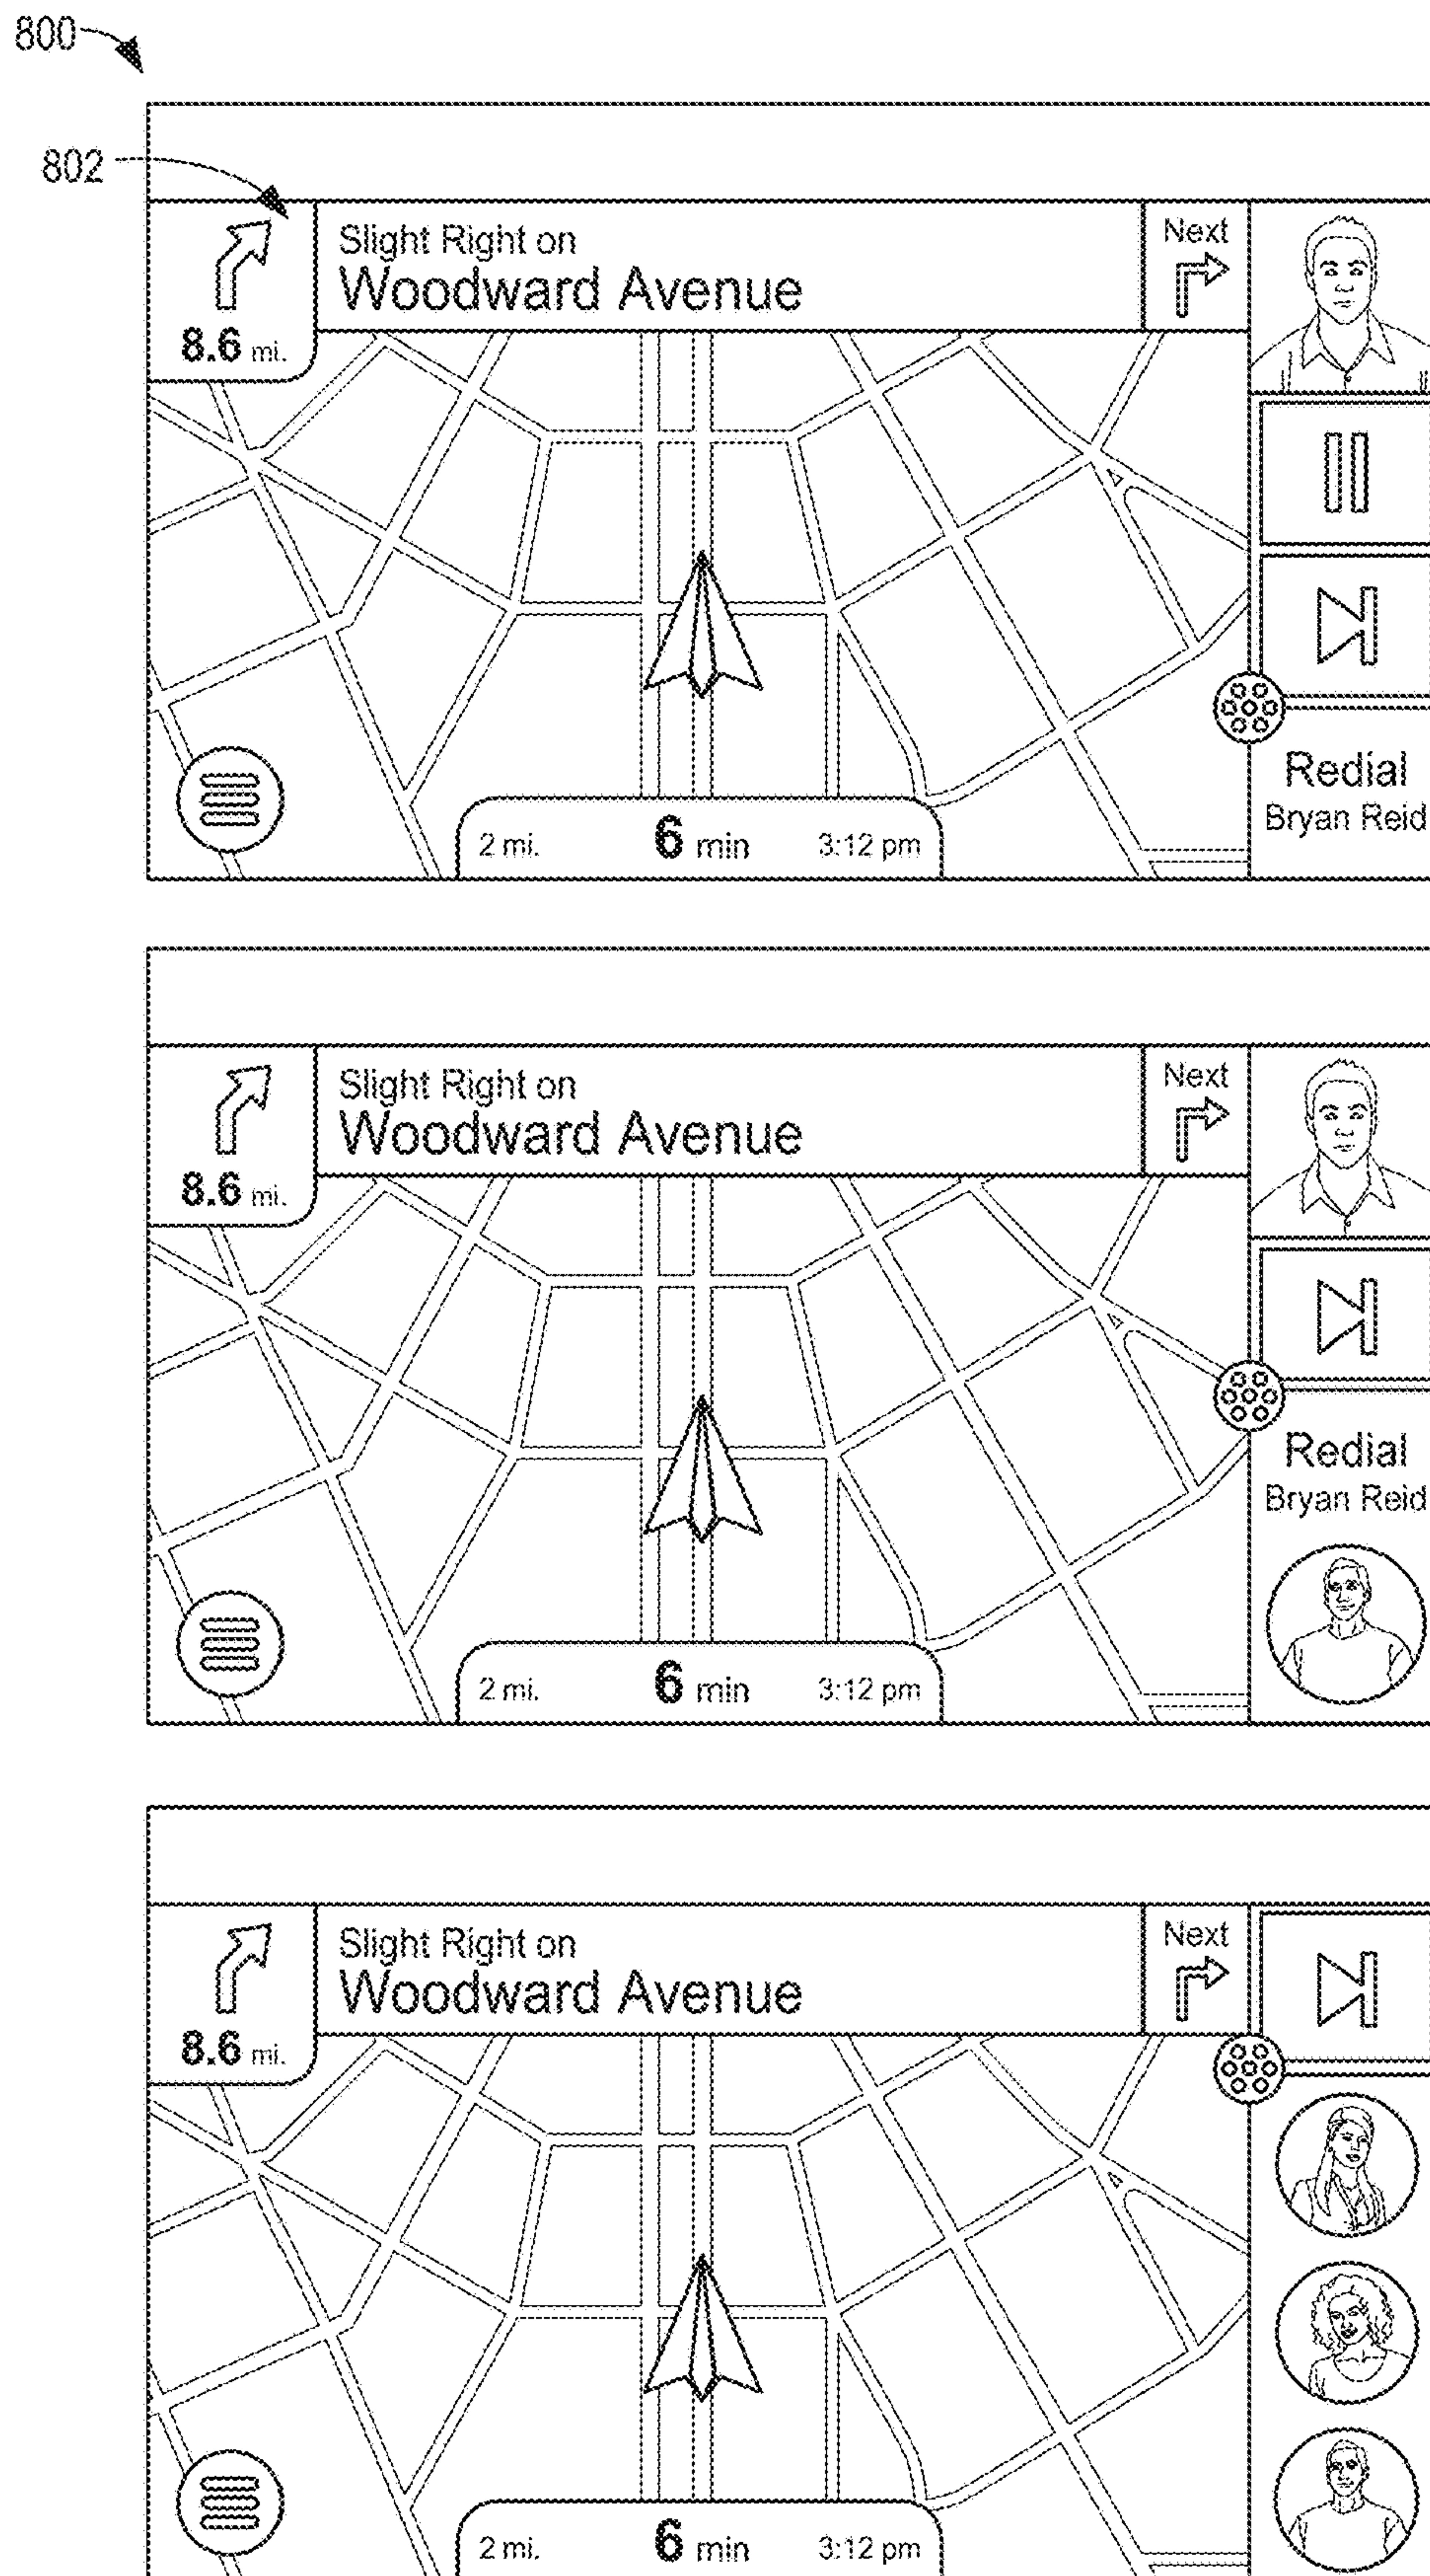 800
802
Slight Right on
Woodward Avenue
Next
8.6 mi.
Redial
Bryan Reid
2 mi.
6 min
3:12 pm
Slight Right on
Woodward Avenue
Next
8.6 mi.
Redial
Bryan Reid
2 mi.
6 min
3:12 pm
Slight Right on
Woodward Avenue
Next
8.6 mi.
2 mi.
6 min
3:12 pm